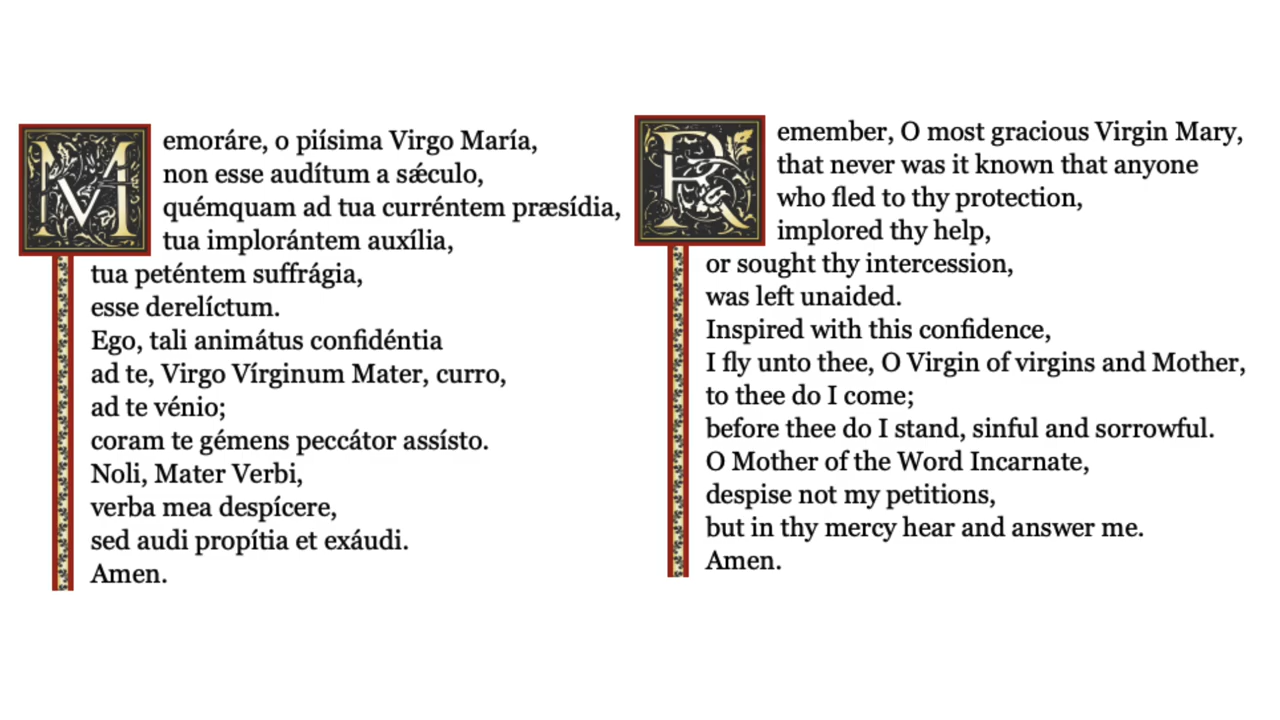 Memoráre, o piísima Virgo María,
non esse audítum a sǽculo,
quémquam ad tua curréntem præsídia,
tua implorántem auxília,
tua peténtem suffrágia,
esse derelíctum.
Ego, tali animátus confidéntia
ad te, Virgo Vírginum Mater, curro,
ad te vénio;
coram te gémens peccátor assísto.
Noli, Mater Verbi,
verba mea despícere,
sed audi propítia et exáudi.
Amen.
Remember, O most gracious Virgin Mary,
that never was it known that anyone
who fled to thy protection,
implored thy help,
or sought thy intercession,
was left unaided.
Inspired with this confidence,
I fly unto thee, O Virgin of virgins and Mother,
to thee do I come;
before thee do I stand, sinful and sorrowful.
O Mother of the Word Incarnate,
despise not my petitions,
but in thy mercy hear and answer me.
Amen.